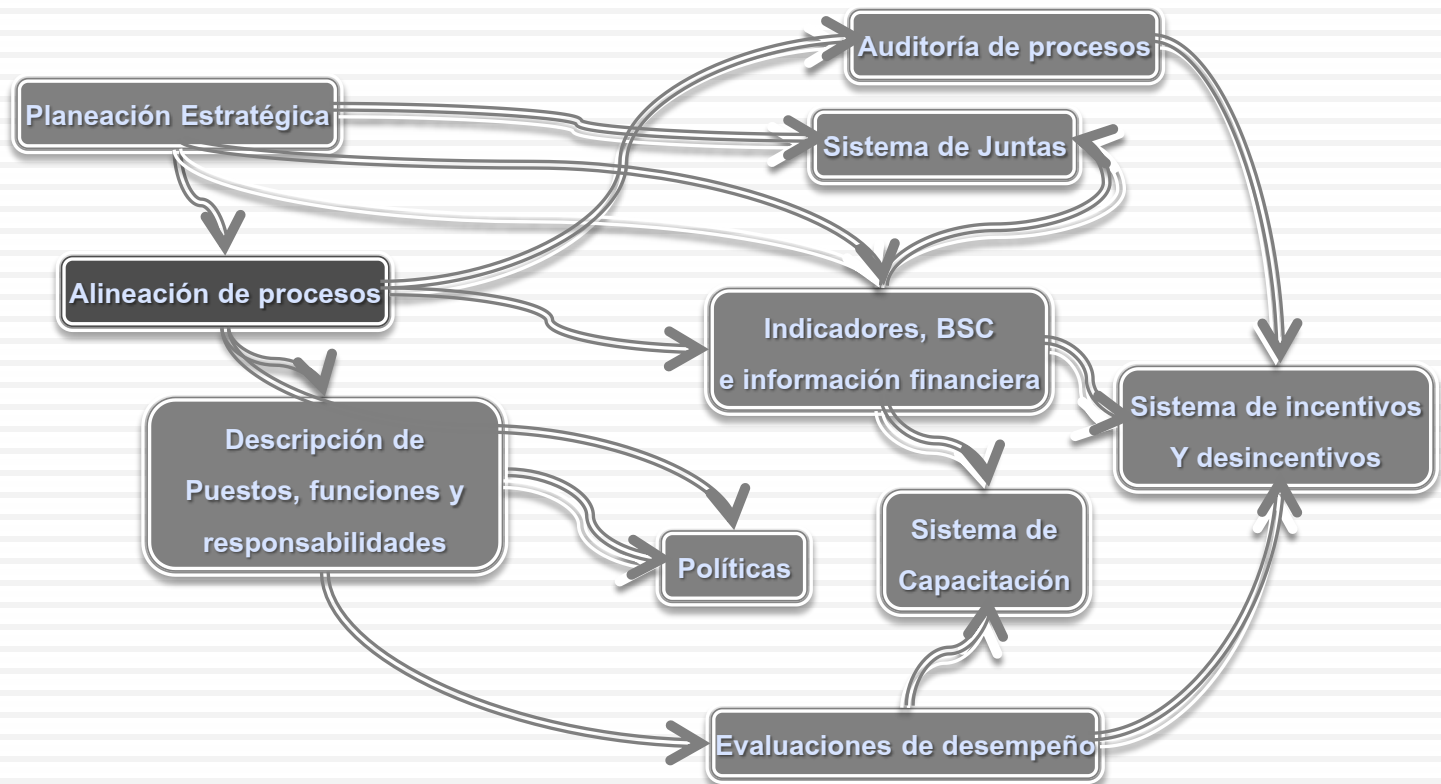 Auditoría de procesos
Planeación Estratégica
Sistema de Juntas
Alineación de procesos
Indicadores, BSC
e información financiera
Sistema de incentivos
Y desincentivos
Descripción de
Puestos, funciones y
responsabilidades
Políticas
Sistema de
Capacitación
Evaluaciones de desempeño